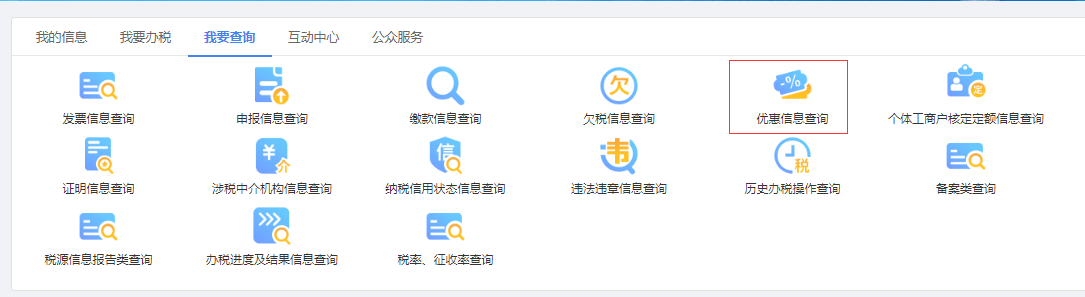 我的信息 我要办税 我要查询 互动中心 公众服务
欠 -% 定
发票信息查询 申报信息查询 缴款信息查询 欠税信息查询 优惠信息查询 个体工商户核定定额信息查询
¥ 介 信 韦 税
证明信息查询 涉税中介机构信息查询 纳税信用状态信息查询 违法违章信息查询 历史办税操作查询 备案类查询
税源信息报告类查询 办税进度及结果信息查询 税率、征收率查询